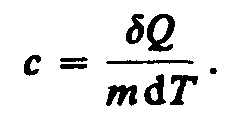 c = δQ / m dT .